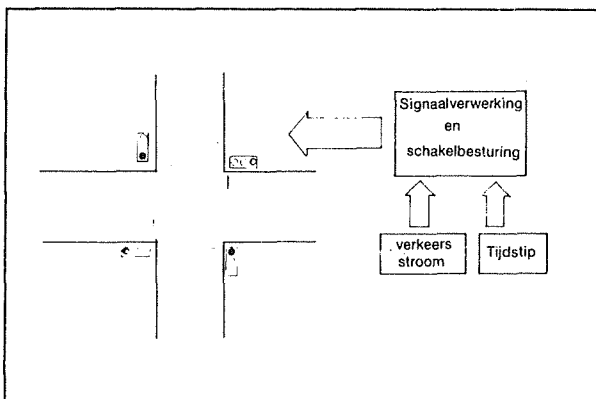 Signaalverwerking
en
schakelbesturing
verkeers
stroom
Tijdstip